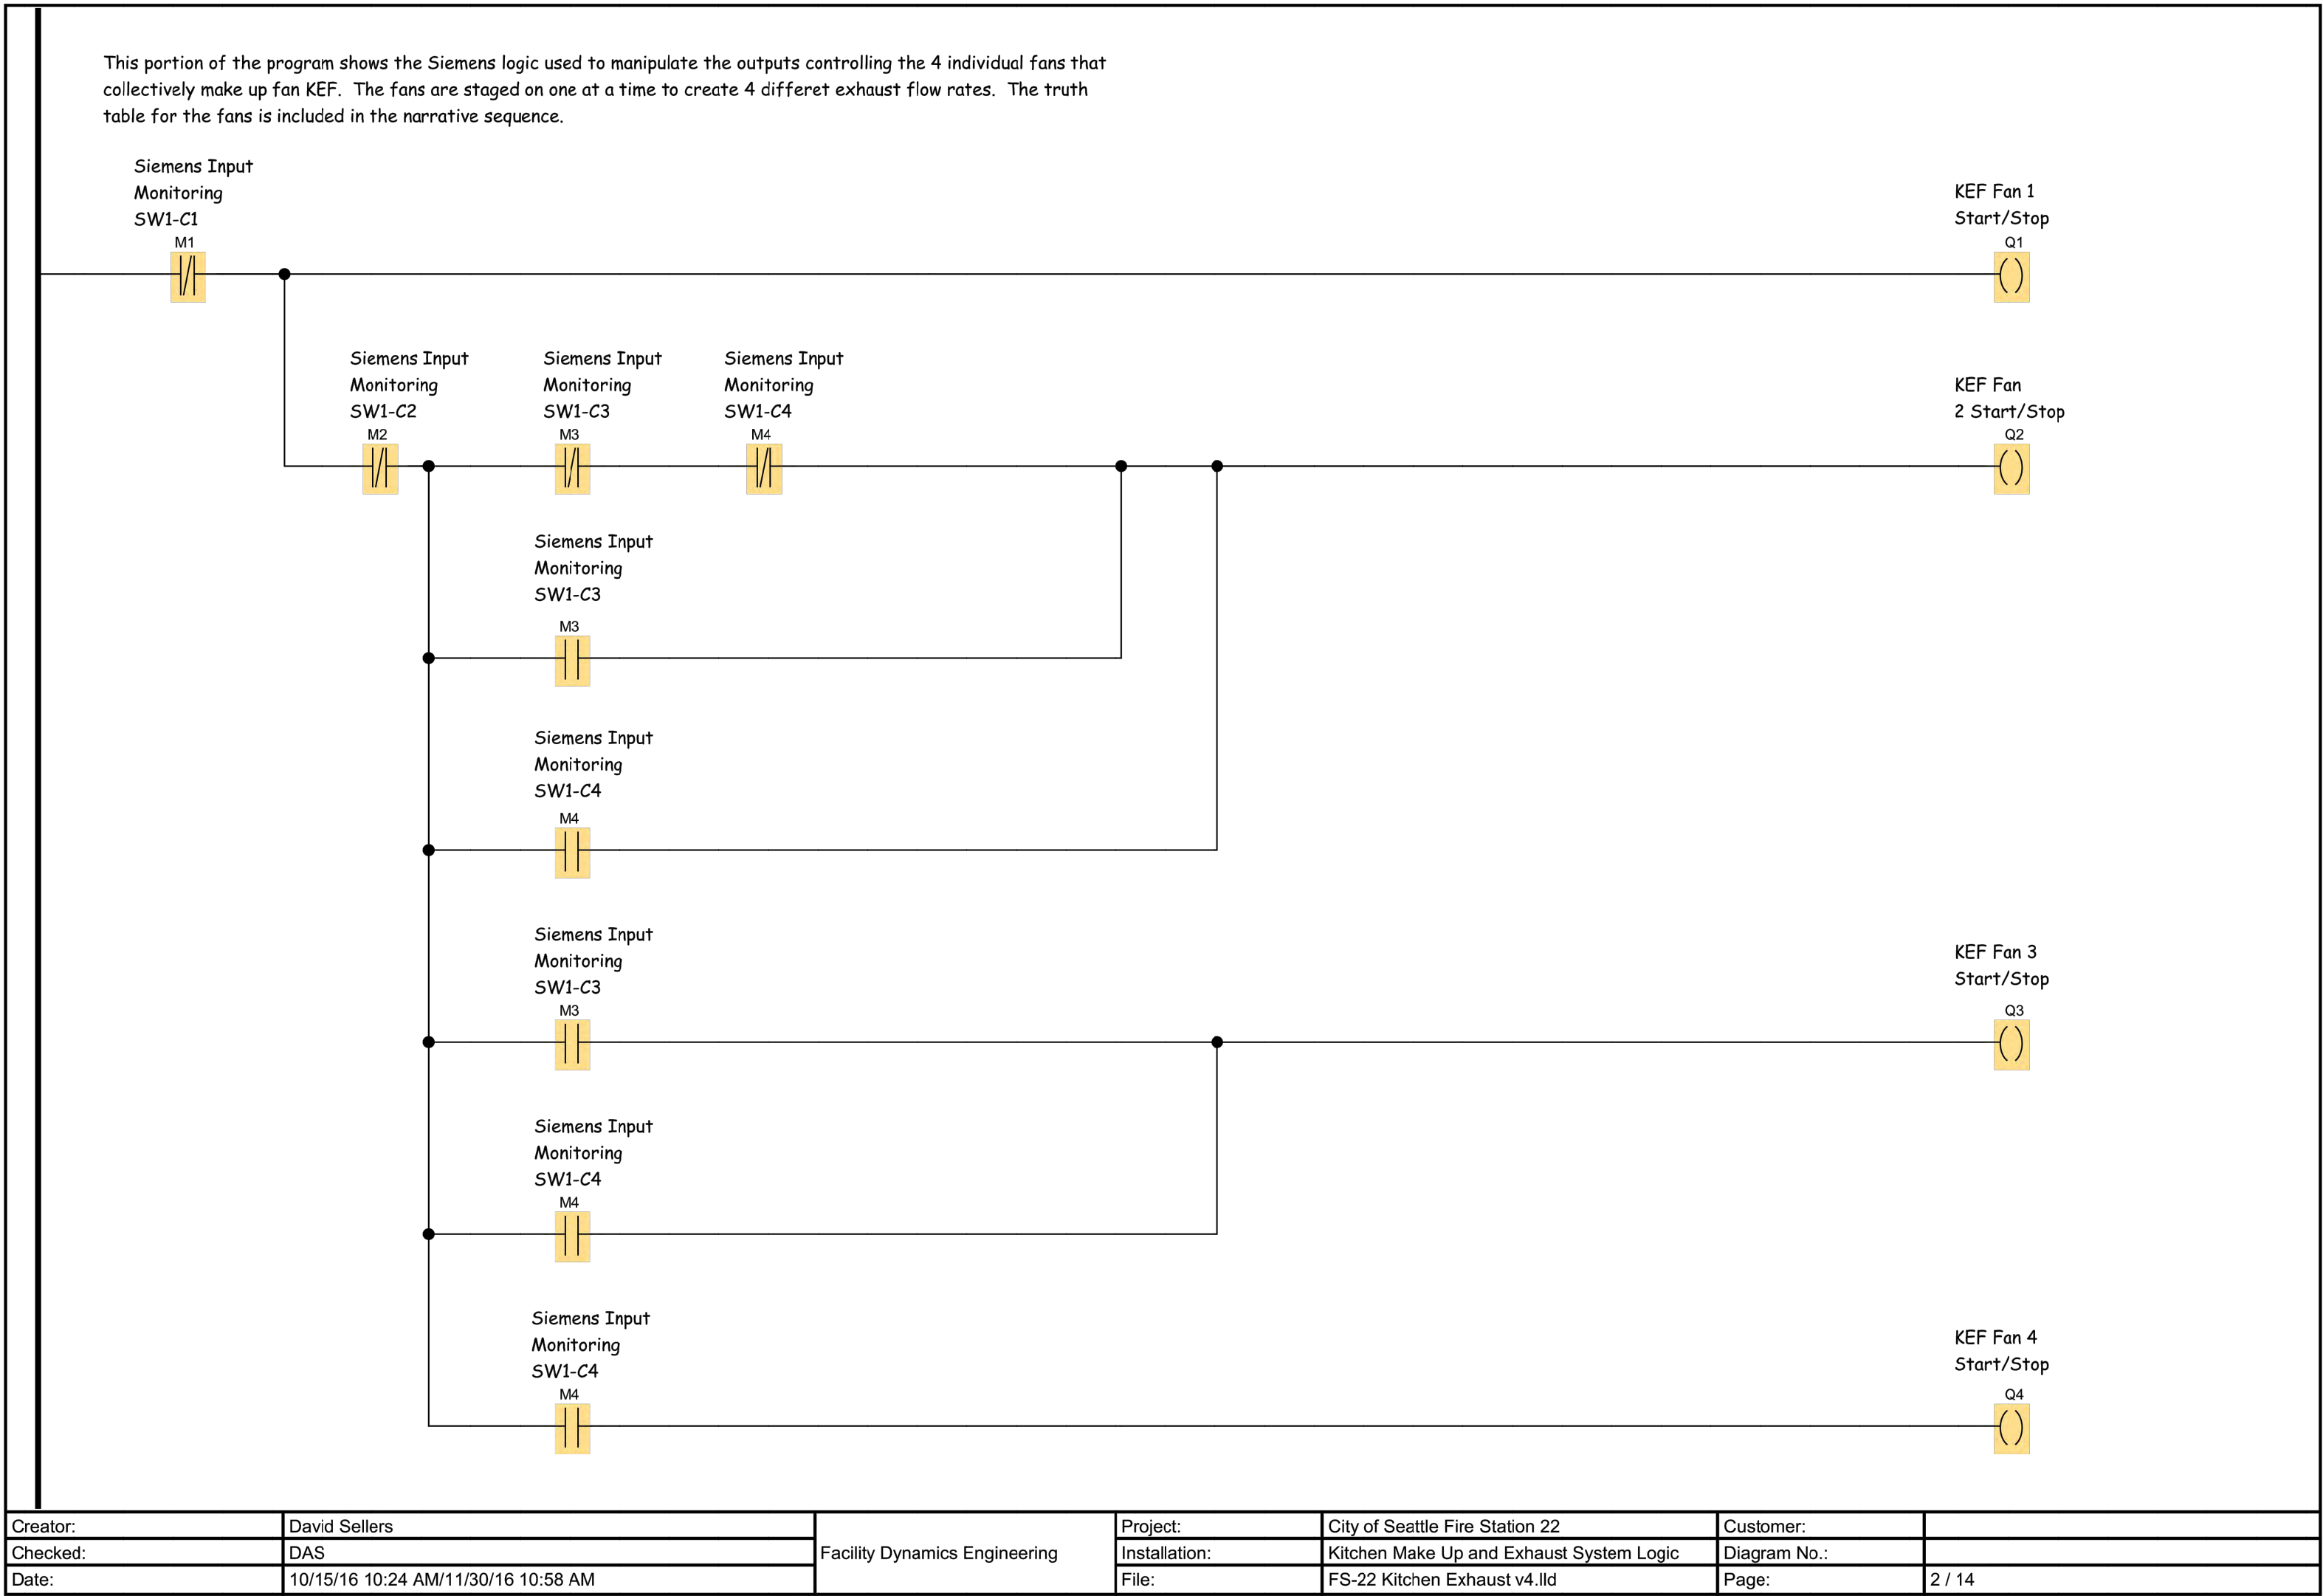 This portion of the program shows the Siemens logic used to manipulate the outputs controlling the 4 individual fans that
collectively make up fan KEF. The fans are staged on one at a time to create 4 differet exhaust flow rates. The truth
table for the fans is included in the narrative sequence.
Siemens Input
Monitoring
SW1-C1
M1
KEF Fan 1
Start/Stop
Q1
Siemens Input
Monitoring
SW1-C2
M2
Siemens Input
Monitoring
SW1-C3
M3
Siemens Input
Monitoring
SW1-C4
M4
KEF Fan
2 Start/Stop
Q2
Siemens Input
Monitoring
SW1-C3
M3
Siemens Input
Monitoring
SW1-C4
M4
Siemens Input
Monitoring
SW1-C3
M3
KEF Fan 3
Start/Stop
Q3
Siemens Input
Monitoring
SW1-C4
M4
Siemens Input
Monitoring
SW1-C4
M4
KEF Fan 4
Start/Stop
Q4
Creator: David Sellers
Checked: DAS
Date: 10/15/16 10:24 AM/11/30/16 10:58 AM
Facility Dynamics Engineering
Project: City of Seattle Fire Station 22
Installation: Kitchen Make Up and Exhaust System Logic
File: FS-22 Kitchen Exhaust v4.lld
Customer:
Diagram No.:
Page: 2 / 14